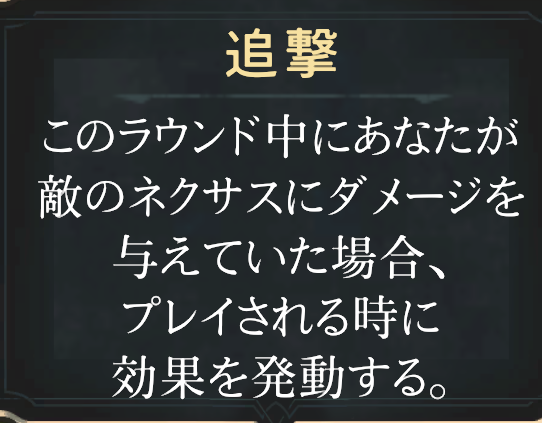 追撃
このラウンド中にあなたが
敵のネクサスにダメージを
与えていた場合、
プレイされる時に
効果を発動する。